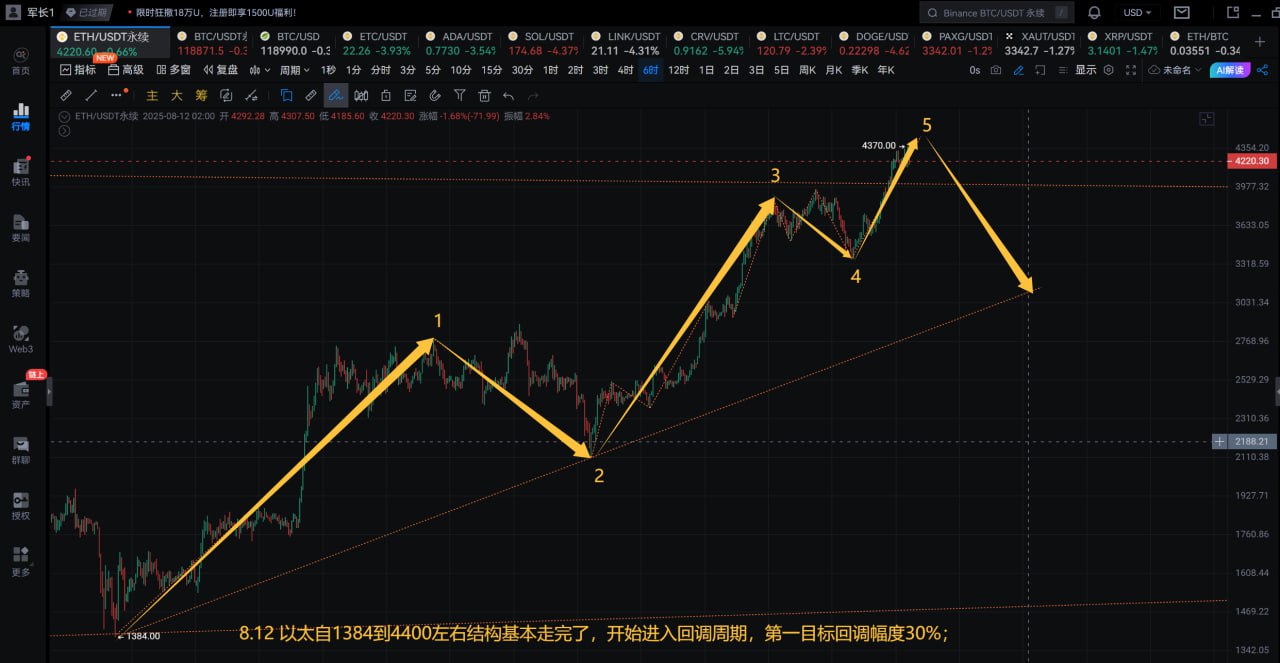 军长1 已过期 限时狂撒18万U，注册即享1500U福利！ Binance BTC/USDT 永续 / USD
ETH/USDT永续 BTC/USDT永 BTC/USD ETC/USDT ADA/USDT SOL/USDT LINK/USDT CRV/USDT LTC/USDT DOGE/USDT PAXG/USDT XAUT/USDT XRP/USDT ETH/BTC
4220.60 -0.66% 118871.5 -0.3 118990.0 -0.3 22.26 -3.93% 0.7730 -3.54% 174.68 -4.37% 21.11 -4.31% 0.9162 -5.94% 120.79 -2.39% 0.22298 -4.62 3342.01 -1.2 3342.7 -1.27% 3.1401 -4.47% 0.03551 -0.34
NEW
指标 高级 多窗 复盘 周期 1秒 1分 分时 3分 5分 10分 15分 30分 1时 2时 3时 4时 6时 12时 1日 2日 3日 5日 周K 月K 季K 年K 0s 显示 未命名 AI解读
主 大 筹
ETH/USDT永续 2025-08-12 02:00 开 4292.28 高 4307.50 低 4185.60 收 4220.30 涨幅 -1.68%(-71.99) 振幅 2.84%
首页
行情
快讯
要闻
策略
Web3
链上
资产
群聊
授权
更多
5
4370.00
3
4
1
2
1384.00
4354.20
4220.30
3977.32
3633.05
3318.59
3031.34
2768.96
2529.29
2310.36
2188.21
2110.38
1927.71
1760.86
1608.44
1469.22
1342.05
8.12 以太自1384到4400左右结构基本走完了，开始进入回调周期，第一目标回调幅度30%；